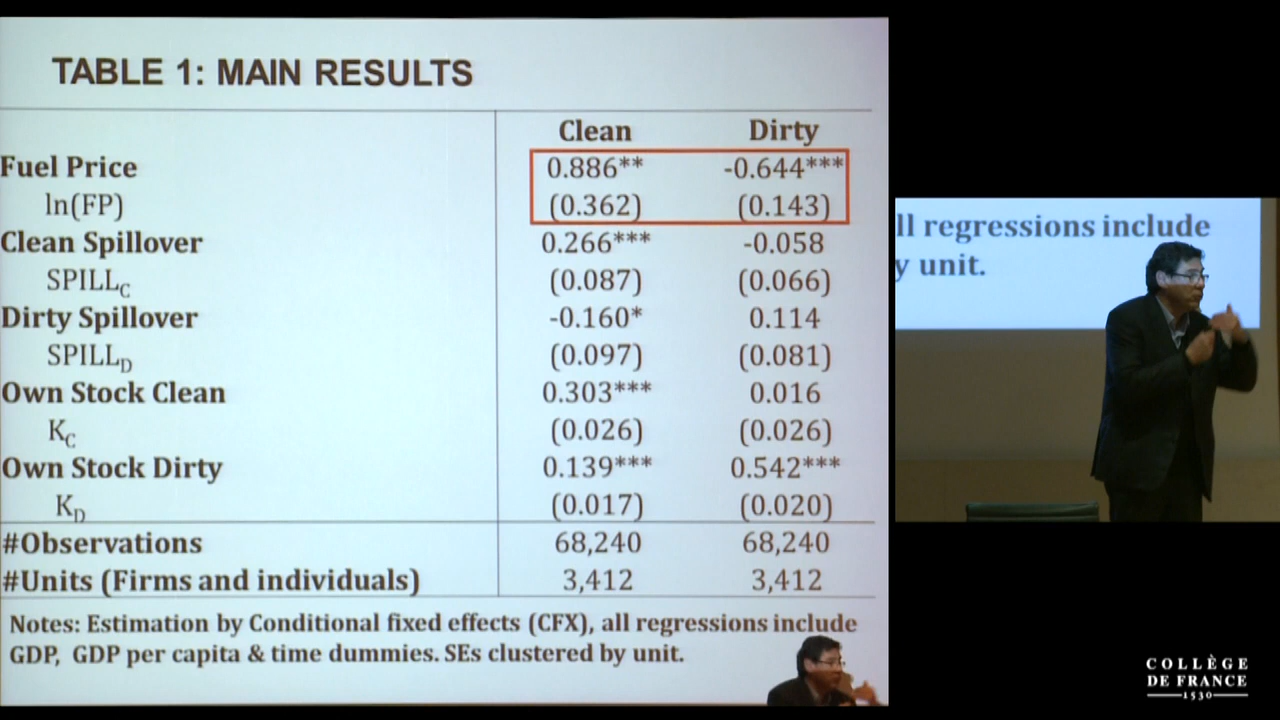 TABLE 1: MAIN RESULTS
Clean Dirty
Fuel Price 0.886** -0.644***
ln(FP) (0.362) (0.143)
Clean Spillover 0.266*** -0.058
SPILL_C (0.087) (0.066)
Dirty Spillover -0.160* 0.114
SPILL_D (0.097) (0.081)
Own Stock Clean 0.303*** 0.016
K_C (0.026) (0.026)
Own Stock Dirty 0.139*** 0.542***
K_D (0.017) (0.020)
#Observations 68,240 68,240
#Units (Firms and individuals) 3,412 3,412
Notes: Estimation by Conditional fixed effects (CFX), all regressions include
GDP, GDP per capita & time dummies. SEs clustered by unit.
ll regressions include
y unit.
COLLÈGE
DE FRANCE
1530